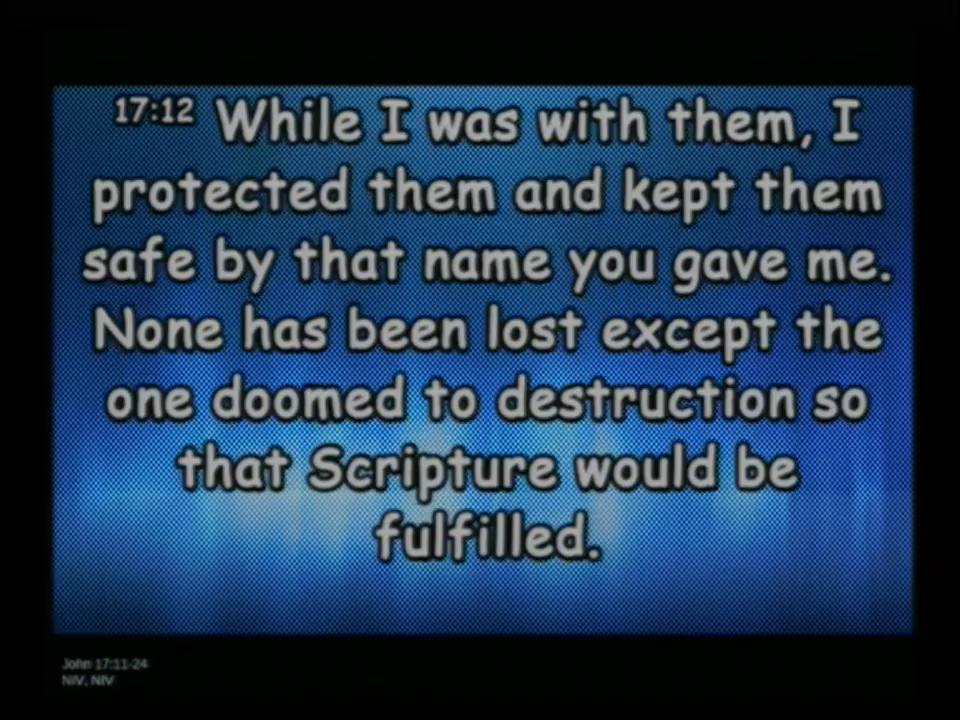 17:12 While I was with them, I
protected them and kept them
safe by that name you gave me.
None has been lost except the
one doomed to destruction so
that Scripture would be
fulfilled.
John 17:11-24
NIV, NIV